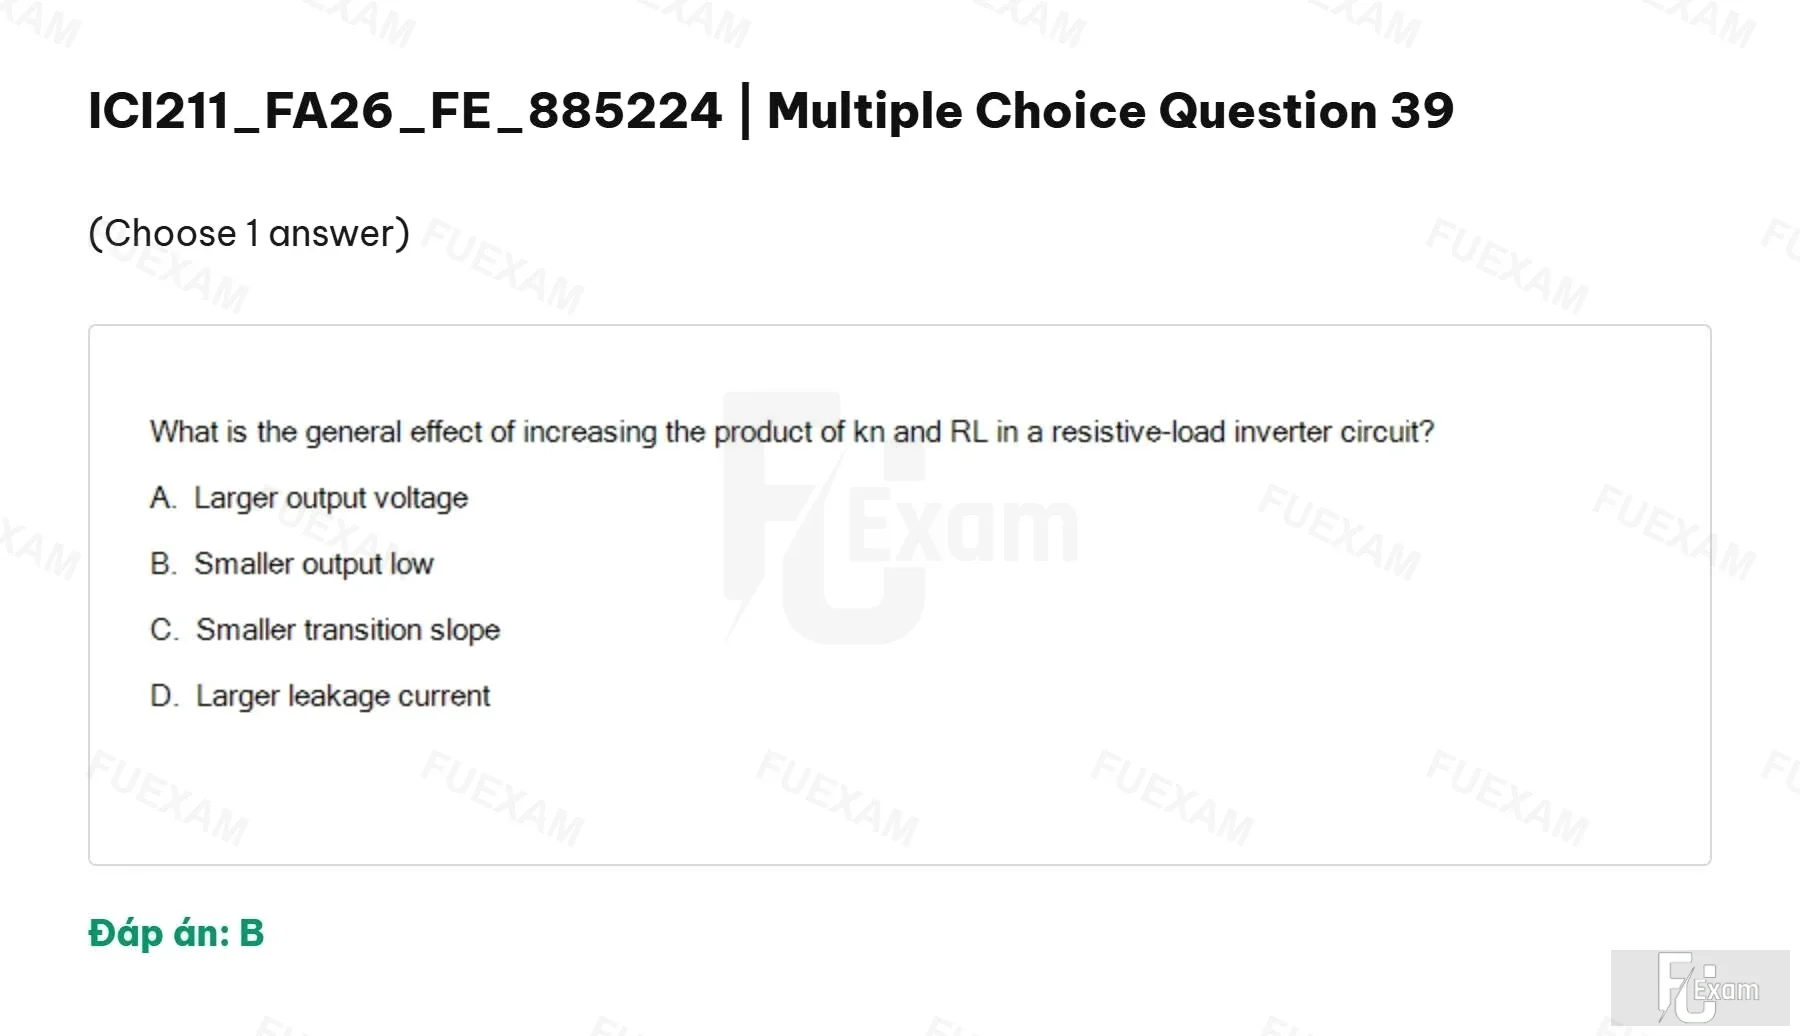 ICI211_FA26_FE_885224 | Multiple Choice Question 39
(Choose 1 answer)
What is the general effect of increasing the product of kn and RL in a resistive-load inverter circuit?
A. Larger output voltage
B. Smaller output low
C. Smaller transition slope
D. Larger leakage current
Đáp án: B
FU Exam